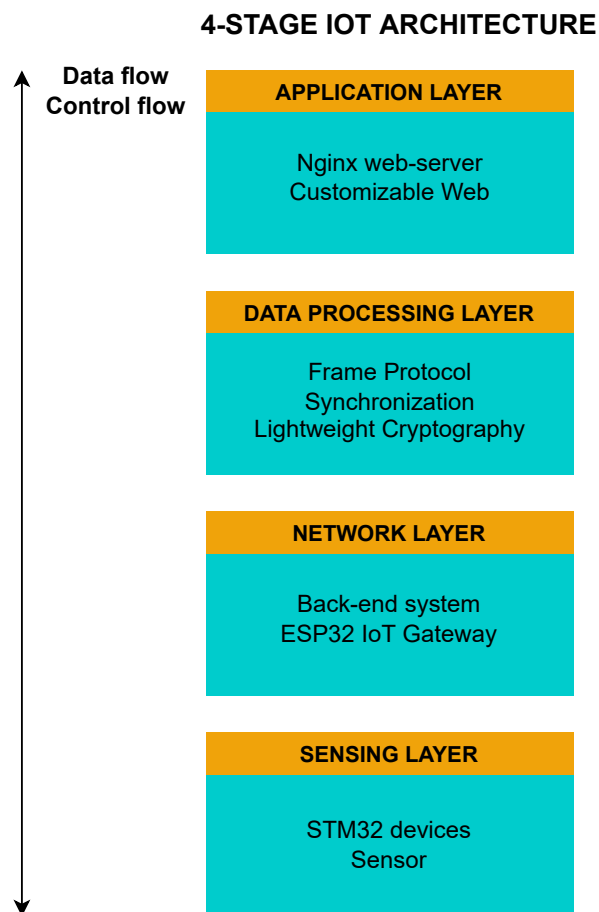 4-STAGE IOT ARCHITECTURE
Data flow
Control flow
APPLICATION LAYER
Nginx web-server
Customizable Web
DATA PROCESSING LAYER
Frame Protocol
Synchronization
Lightweight Cryptography
NETWORK LAYER
Back-end system
ESP32 IoT Gateway
SENSING LAYER
STM32 devices
Sensor